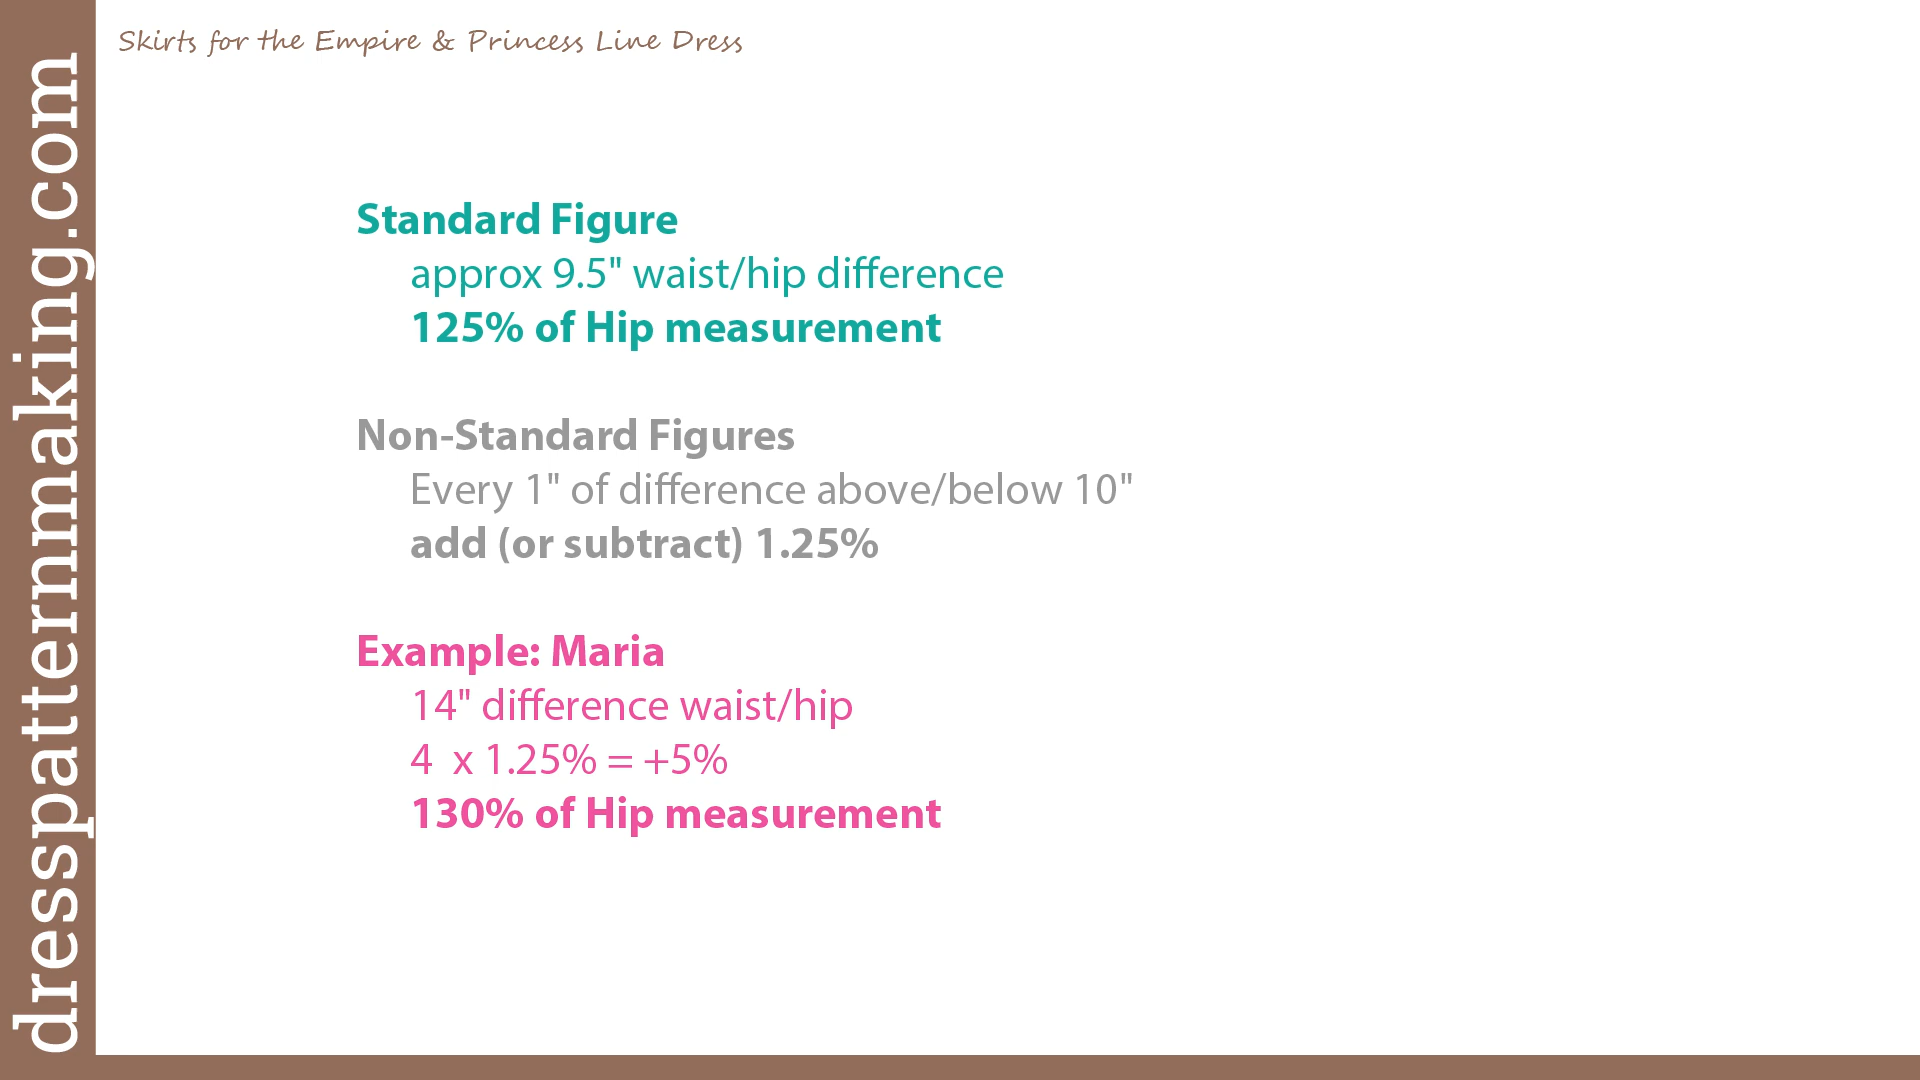 Skirts for the Empire & Princess Line Dress
dresspatternmaking.com
Standard Figure
approx 9.5" waist/hip difference
125% of Hip measurement
Non-Standard Figures
Every 1" of difference above/below 10"
add (or subtract) 1.25%
Example: Maria
14" difference waist/hip
4 x 1.25% = +5%
130% of Hip measurement